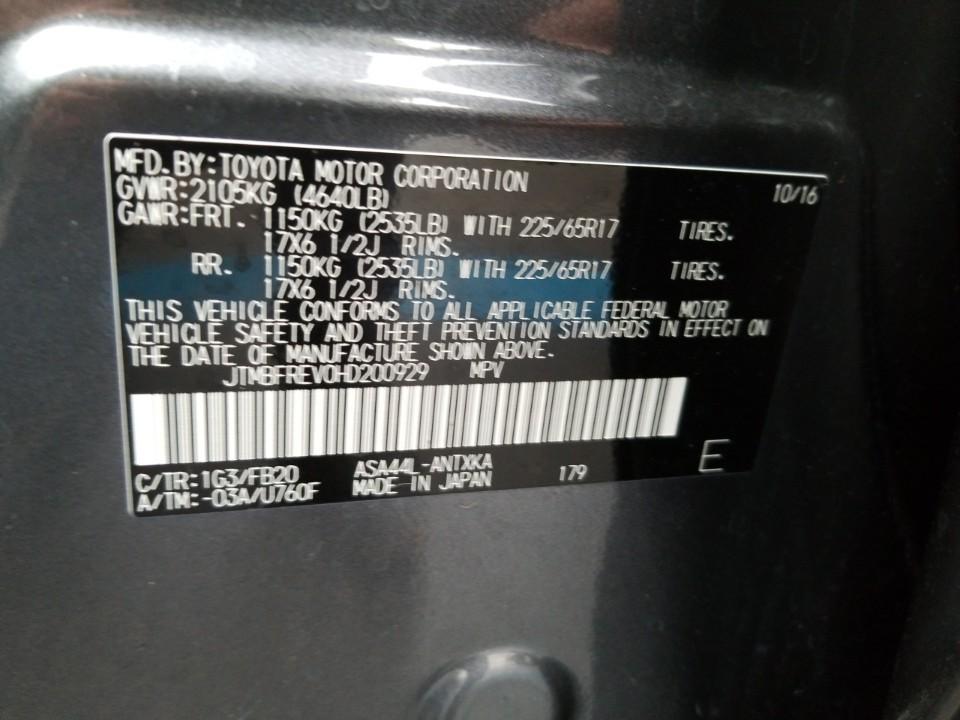 MFD.BY:TOYOTA MOTOR CORPORATION 10/16
GVWR:2105KG (4640LB)
GAWR:FRT. 1150KG (2535LB) WITH 225/65R17 TIRES.
17X6 1/2J RIMS.
RR. 1150KG (2535LB) WITH 225/65R17 TIRES.
17X6 1/2J RIMS.
THIS VEHICLE CONFORMS TO ALL APPLICABLE FEDERAL MOTOR
VEHICLE SAFETY AND THEFT PREVENTION STANDARDS IN EFFECT ON
THE DATE OF MANUFACTURE SHOWN ABOVE.
JTMBFREV0HD200929 MPV
C/TR:1G3/FB20 ASA44L-ANTXKA 179 E
A/TM:-03A/U760F MADE IN JAPAN